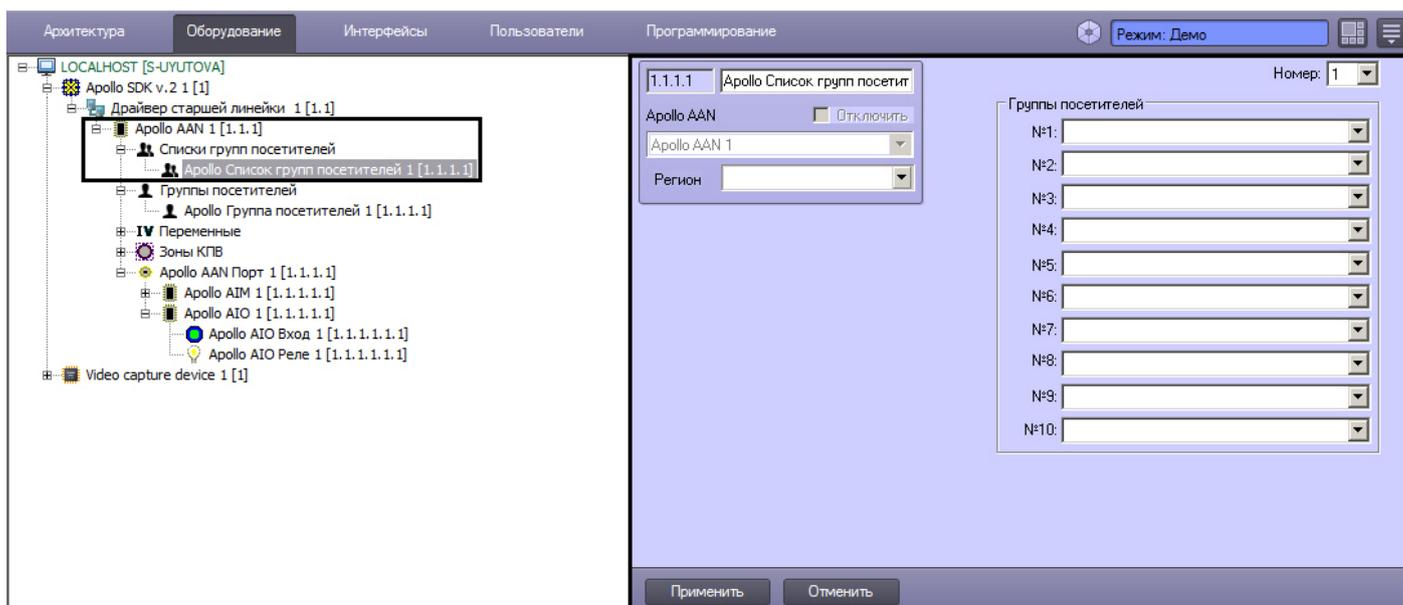 Архитектура Оборудование Интерфейсы Пользователи Программирование Режим: Демо
LOCALHOST [S-UYUTOVA]
Apollo SDK v.2 1 [1]
Драйвер старшей линейки 1 [1.1]
Apollo AAN 1 [1.1.1]
Списки групп посетителей
Apollo Список групп посетителей 1 [1.1.1.1]
Группы посетителей
Apollo Группа посетителей 1 [1.1.1.1]
IV Переменные
Зоны КПВ
Apollo AAN Порт 1 [1.1.1.1]
Apollo AIM 1 [1.1.1.1.1]
Apollo AIO 1 [1.1.1.1.1]
Apollo AIO Вход 1 [1.1.1.1.1.1]
Apollo AIO Реле 1 [1.1.1.1.1.1]
Video capture device 1 [1]
1.1.1.1 Apollo Список групп посетит
Apollo AAN Отключить
Apollo AAN 1
Регион
Номер: 1
Группы посетителей
№1:
№2:
№3:
№4:
№5:
№6:
№7:
№8:
№9:
№10:
Применить Отменить